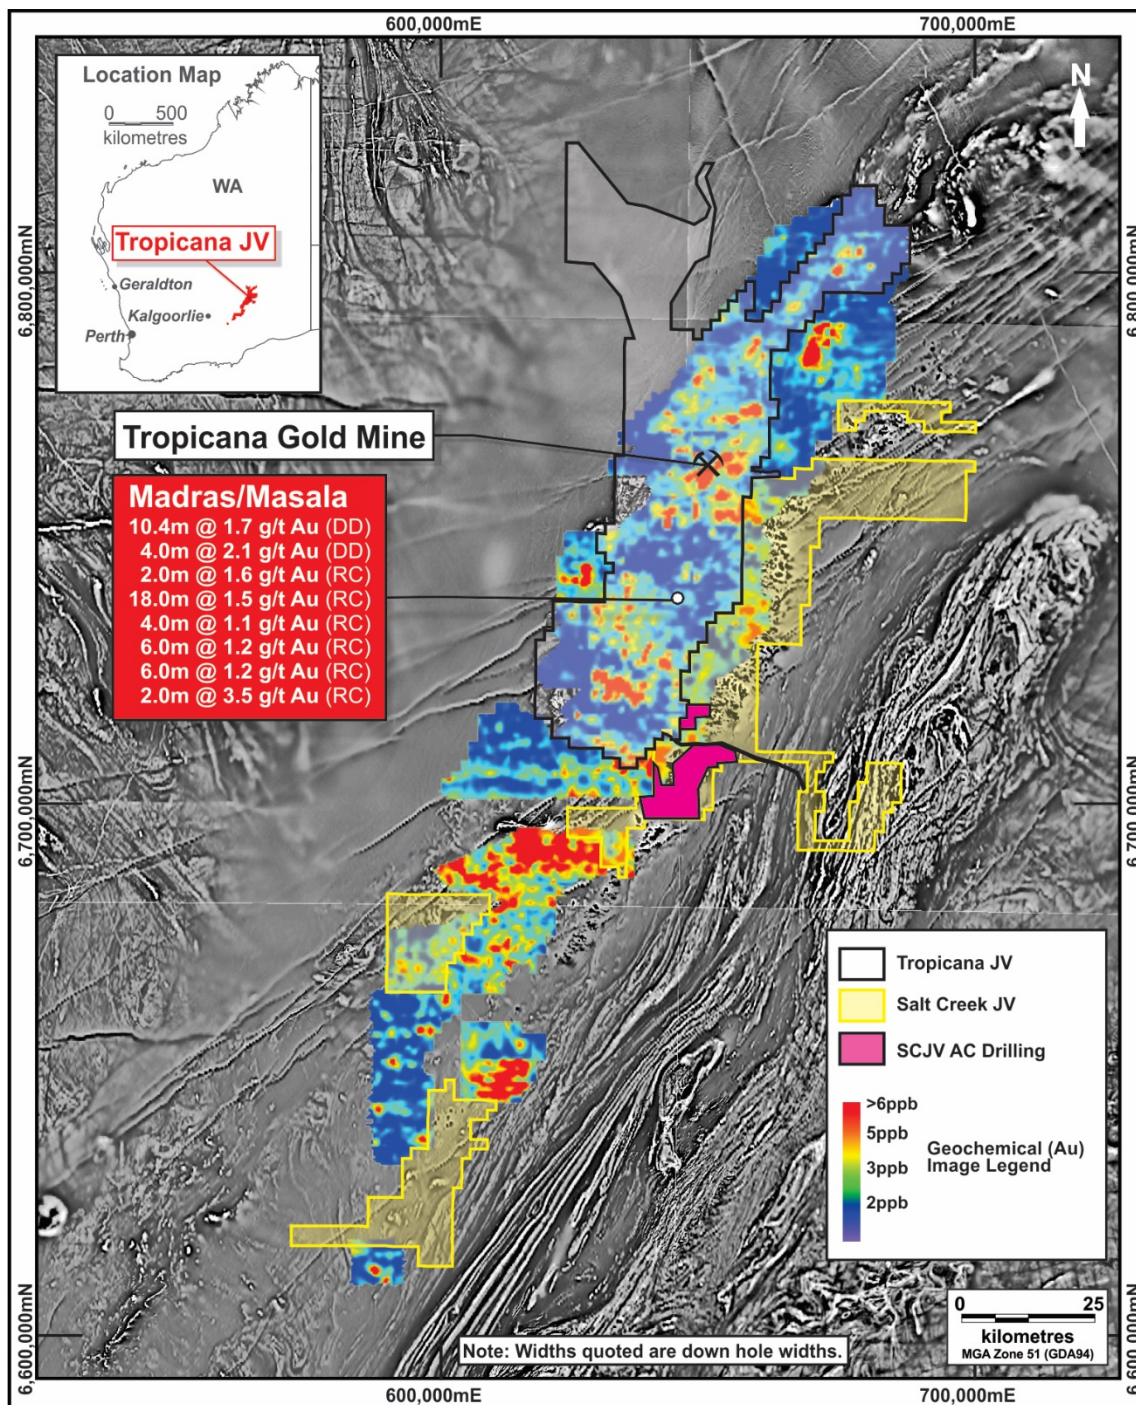 600,000mE
700,000mE
Location Map
0 500
kilometres
WA
Tropicana JV
Geraldton
Kalgoorlie
Perth
N
6,800,000mN
6,800,000mN
Tropicana Gold Mine
Madras/Masala
10.4m @ 1.7 g/t Au (DD)
4.0m @ 2.1 g/t Au (DD)
2.0m @ 1.6 g/t Au (RC)
18.0m @ 1.5 g/t Au (RC)
4.0m @ 1.1 g/t Au (RC)
6.0m @ 1.2 g/t Au (RC)
6.0m @ 1.2 g/t Au (RC)
2.0m @ 3.5 g/t Au (RC)
6,700,000mN
6,700,000mN
Tropicana JV
Salt Creek JV
SCJV AC Drilling
>6ppb
5ppb
3ppb
2ppb
Geochemical (Au)
Image Legend
0 25
kilometres
MGA Zone 51 (GDA94)
Note: Widths quoted are down hole widths.
6,600,000mN
6,600,000mN
600,000mE
700,000mE